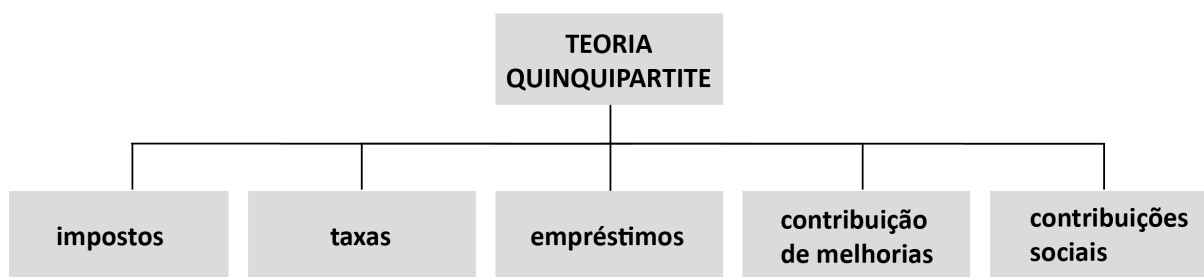 TEORIA
QUINQUIPARTITE
impostos
taxas
empréstimos
contribuição
de melhorias
contribuições
sociais